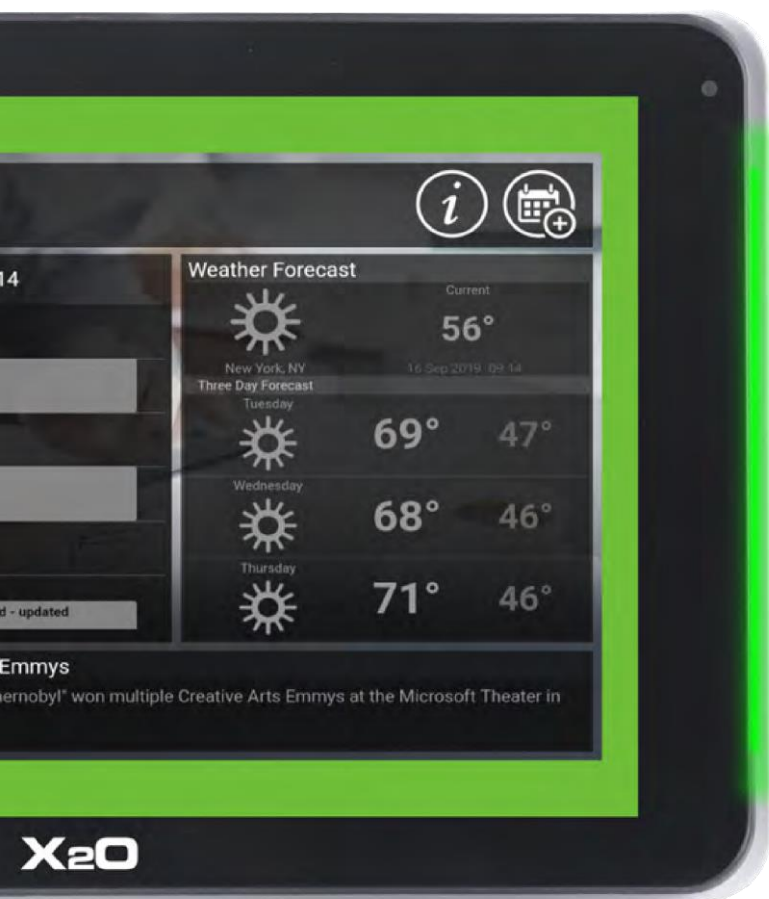 14
Weather Forecast
Current
56°
New York, NY
16 Sep 2019 09:14
Three Day Forecast
Tuesday
69° 47°
Wednesday
68° 46°
Thursday
71° 46°
d - updated
Emmys
ernobyl" won multiple Creative Arts Emmys at the Microsoft Theater in
X2O